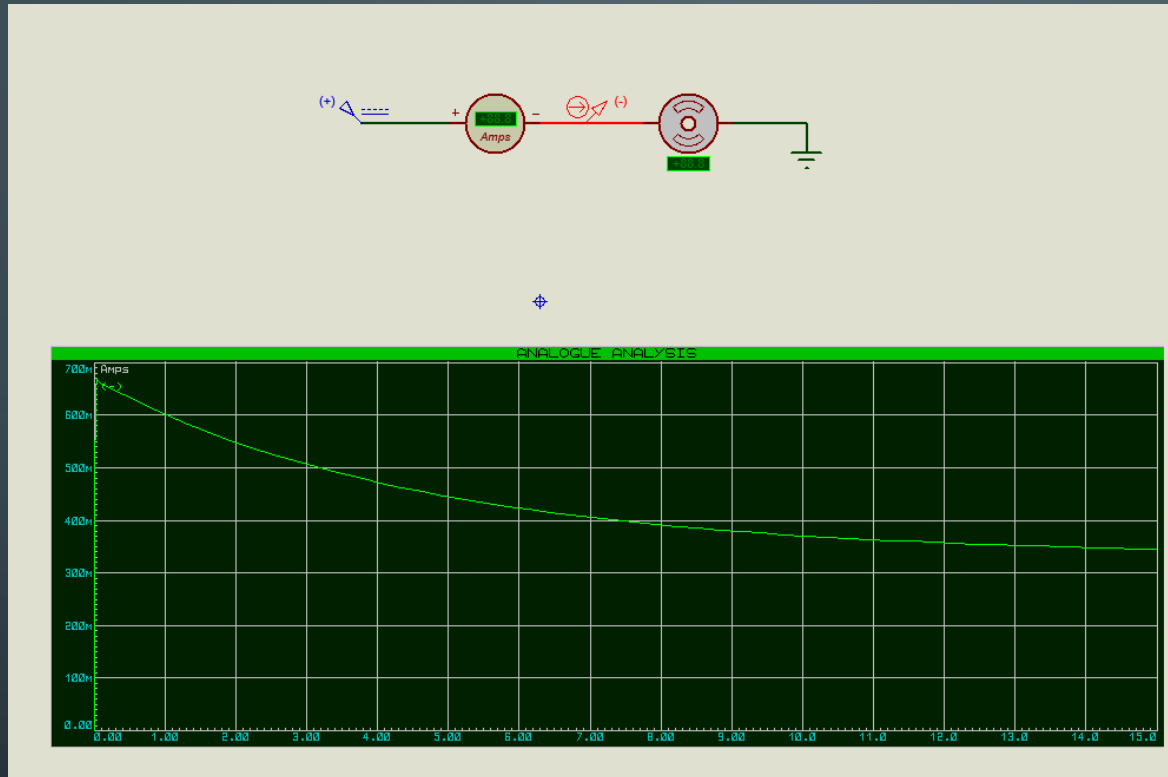 (+)
+
+88.8
Amps
−
(-)
+88.8
ANALOGUE ANALYSIS
700m
Amps
(-)
600m
500m
400m
300m
200m
100m
0.00
0.00 1.00 2.00 3.00 4.00 5.00 6.00 7.00 8.00 9.00 10.0 11.0 12.0 13.0 14.0 15.0